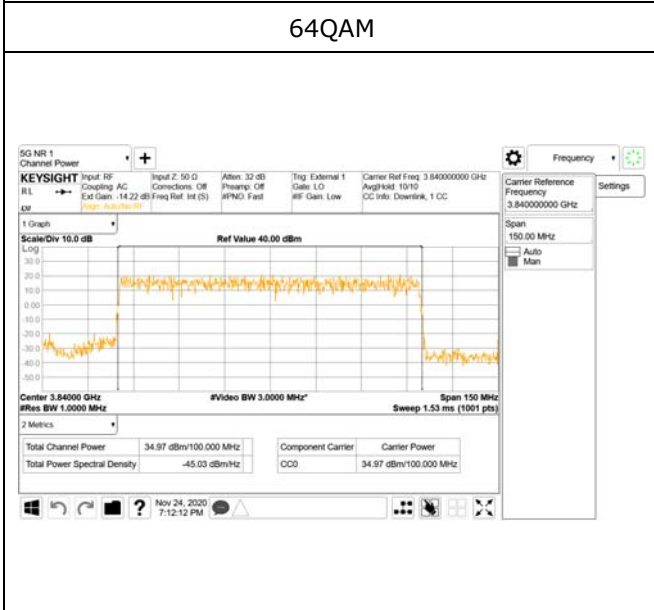 64QAM
5G NR 1
Channel Power
Frequency
KEYSIGHT
RL
Input: RF
Coupling: AC
Ext Gain: -14.22 dB
Align: Auto/No RF
Input Z: 50 Ω
Corrections: Off
Freq Ref: Int (S)
Atten: 32 dB
Preamp: Off
#PNO: Fast
Trig: External 1
Gate: LO
#IF Gain: Low
Carrier Ref Freq: 3.840000000 GHz
Avg|Hold: 10/10
CC Info: Downlink, 1 CC
Carrier Reference
Frequency
3.840000000 GHz
Settings
Span
150.00 MHz
Auto
Man
1 Graph
Scale/Div 10.0 dB
Ref Value 40.00 dBm
Log
30.0
20.0
10.0
0.00
-10.0
-20.0
-30.0
-40.0
-50.0
Center 3.84000 GHz
#Video BW 3.0000 MHz*
Span 150 MHz
#Res BW 1.0000 MHz
Sweep 1.53 ms (1001 pts)
2 Metrics
Total Channel Power 34.97 dBm/100.000 MHz
Total Power Spectral Density -45.03 dBm/Hz
Component Carrier Carrier Power
CC0 34.97 dBm/100.000 MHz
?
Nov 24, 2020
7:12:12 PM